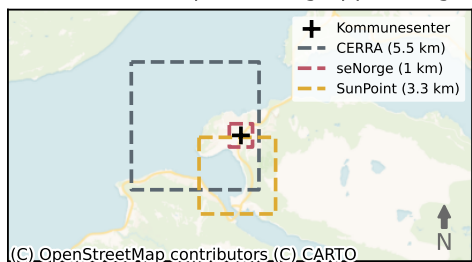 Kommunesenter
CERRA (5.5 km)
seNorge (1 km)
SunPoint (3.3 km)
N
(C) OpenStreetMap contributors (C) CARTO